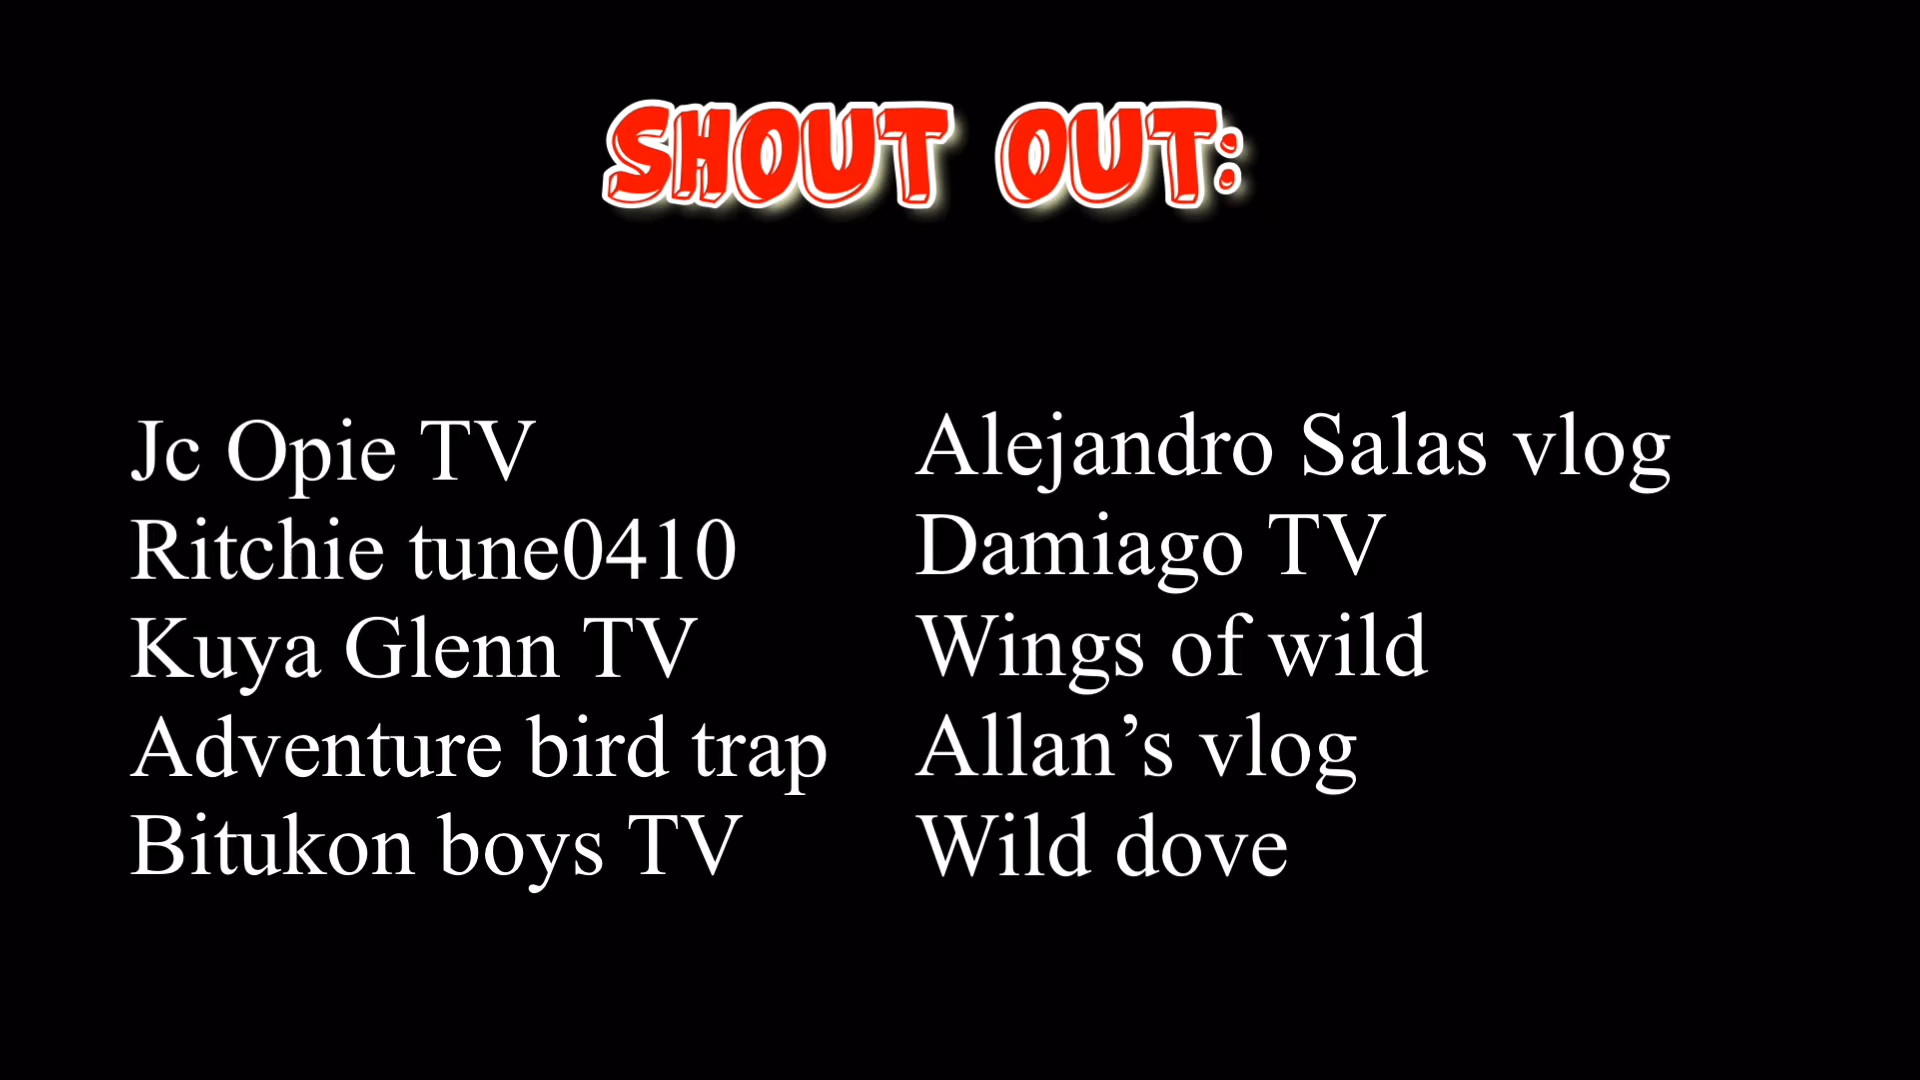 SHOUT OUT:
Jc Opie TV
Ritchie tune0410
Kuya Glenn TV
Adventure bird trap
Bitukon boys TV
Alejandro Salas vlog
Damiago TV
Wings of wild
Allan’s vlog
Wild dove